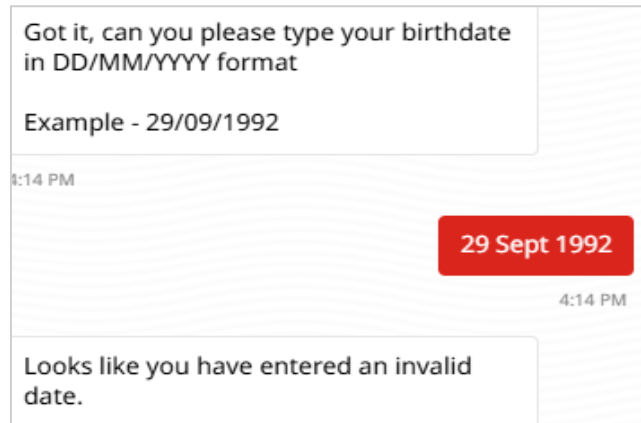 Got it, can you please type your birthdate
in DD/MM/YYYY format
Example - 29/09/1992
4:14 PM
29 Sept 1992
4:14 PM
Looks like you have entered an invalid
date.